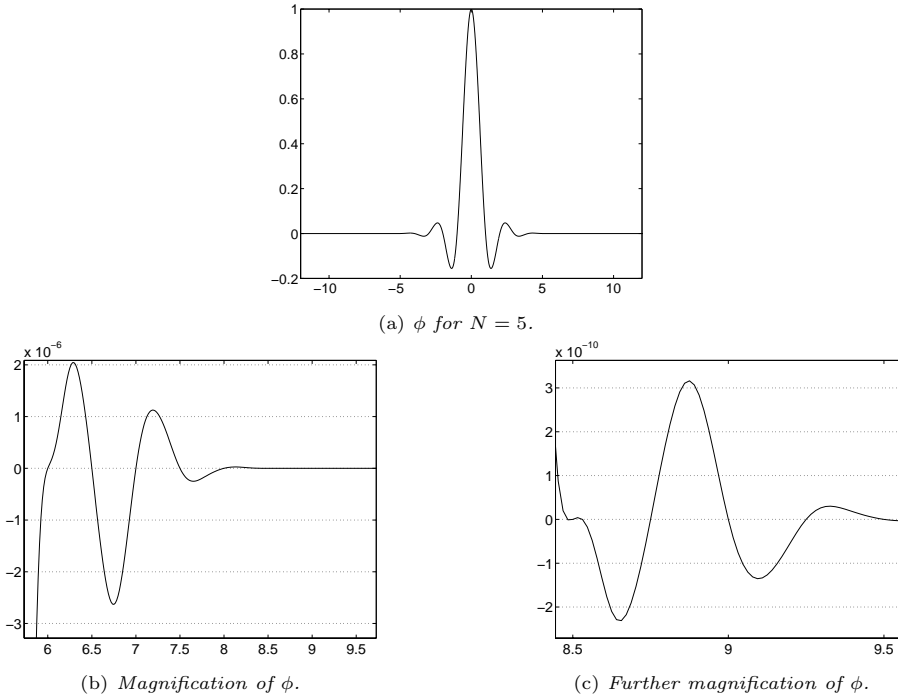 1
0.8
0.6
0.4
0.2
0
−0.2
−10 −5 0 5 10
(a) ϕ for N = 5.
x 10⁻⁶
2
1
0
−1
−2
−3
6 6.5 7 7.5 8 8.5 9 9.5
(b) Magnification of ϕ.
x 10⁻¹⁰
3
2
1
0
−1
−2
8.5 9 9.5
(c) Further magnification of ϕ.